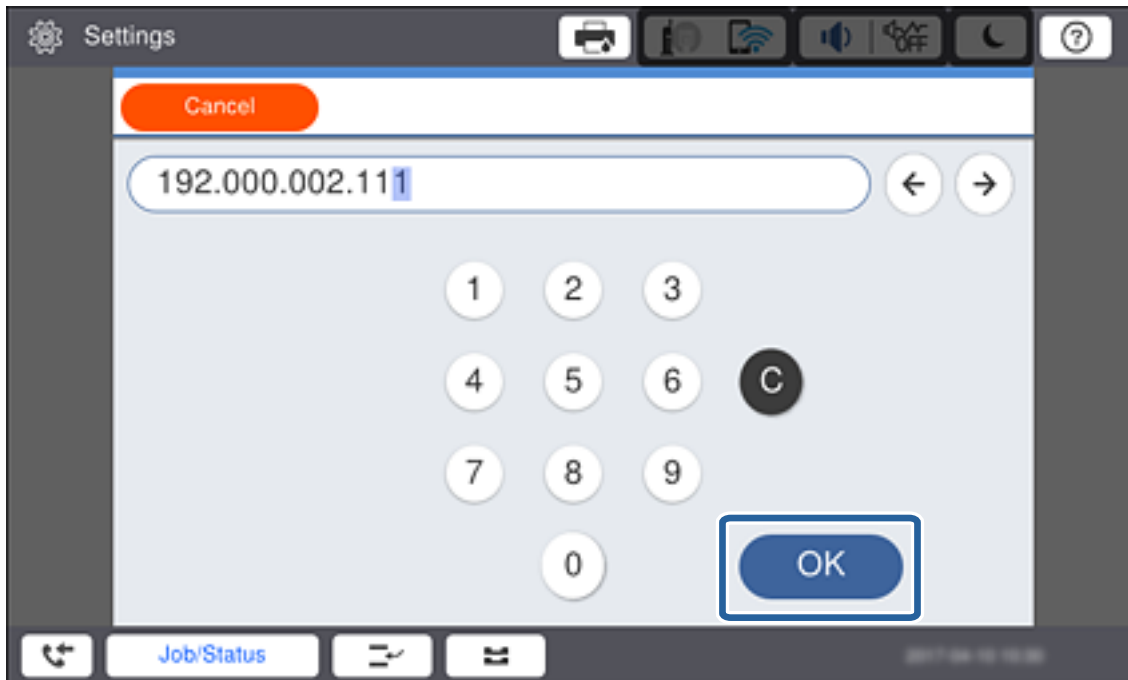 Settings
OFF
?
Cancel
192.000.002.111
← →
1 2 3
4 5 6 C
7 8 9
0 OK
Job/Status